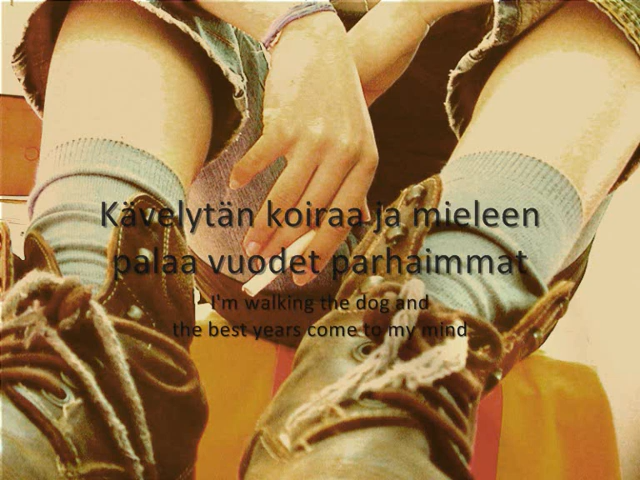 Kävelytän koiraa ja mieleen
palaa vuodet parhaimmat
I'm walking the dog and
the best years come to my mind